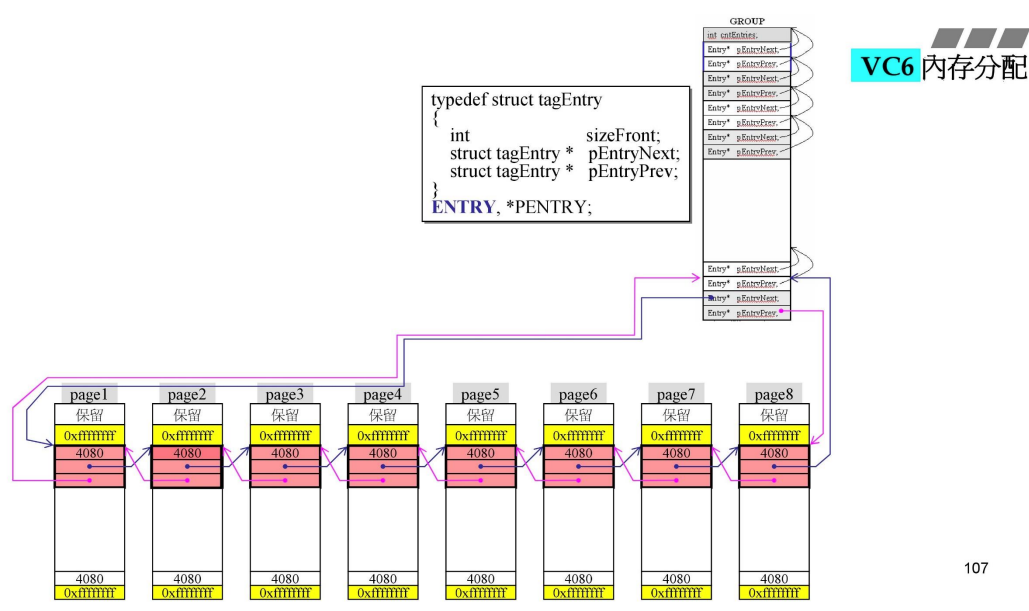 GROUP
int cntEntries;
Entry* pEntryNext;
Entry* pEntryPrev;
Entry* pEntryNext;
Entry* pEntryPrev;
Entry* pEntryNext;
Entry* pEntryPrev;
Entry* pEntryNext;
Entry* pEntryPrev;
VC6 內存分配
typedef struct tagEntry
{
int sizeFront;
struct tagEntry * pEntryNext;
struct tagEntry * pEntryPrev;
}
ENTRY, *PENTRY;
Entry* pEntryNext;
Entry* pEntryPrev;
Entry* pEntryNext;
Entry* pEntryPrev;
page1 page2 page3 page4 page5 page6 page7 page8
保留 保留 保留 保留 保留 保留 保留 保留
0xffffffff 0xffffffff 0xffffffff 0xffffffff 0xffffffff 0xffffffff 0xffffffff 0xffffffff
4080 4080 4080 4080 4080 4080 4080 4080
4080 4080 4080 4080 4080 4080 4080 4080
0xffffffff 0xffffffff 0xffffffff 0xffffffff 0xffffffff 0xffffffff 0xffffffff 0xffffffff
107